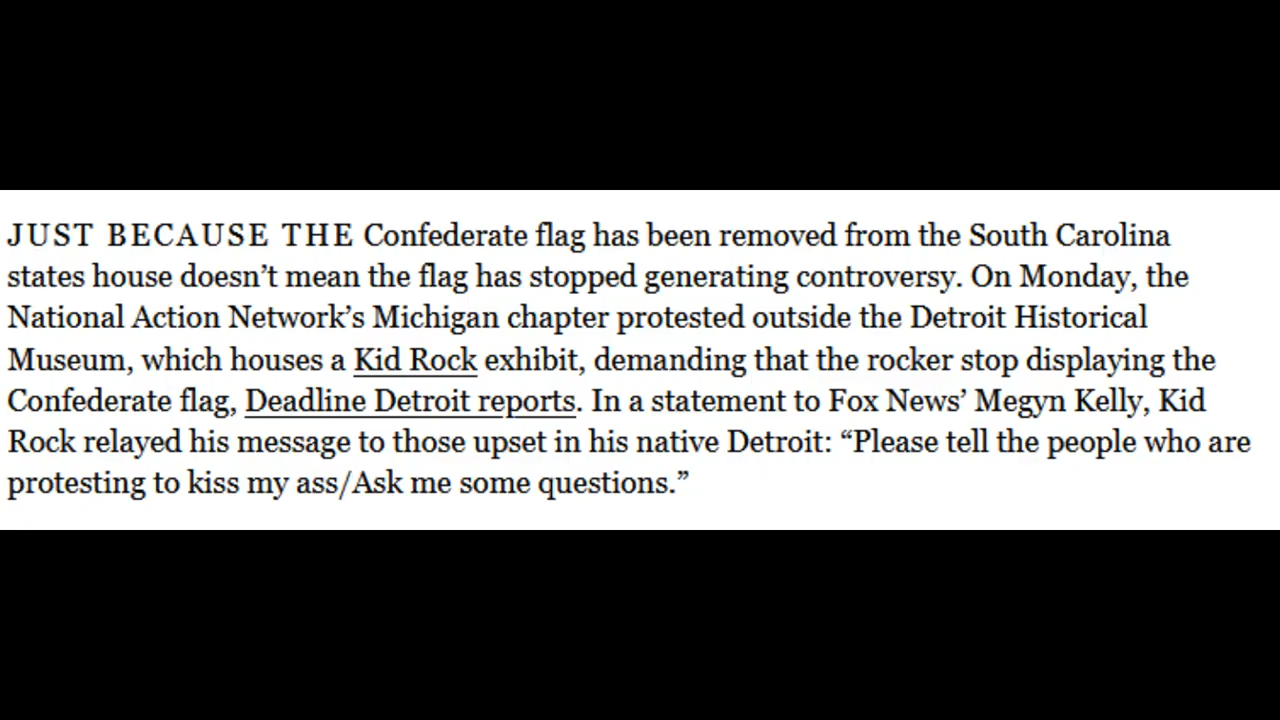 JUST BECAUSE THE Confederate flag has been removed from the South Carolina
states house doesn’t mean the flag has stopped generating controversy. On Monday, the
National Action Network’s Michigan chapter protested outside the Detroit Historical
Museum, which houses a Kid Rock exhibit, demanding that the rocker stop displaying the
Confederate flag, Deadline Detroit reports. In a statement to Fox News’ Megyn Kelly, Kid
Rock relayed his message to those upset in his native Detroit: “Please tell the people who are
protesting to kiss my ass/Ask me some questions.”